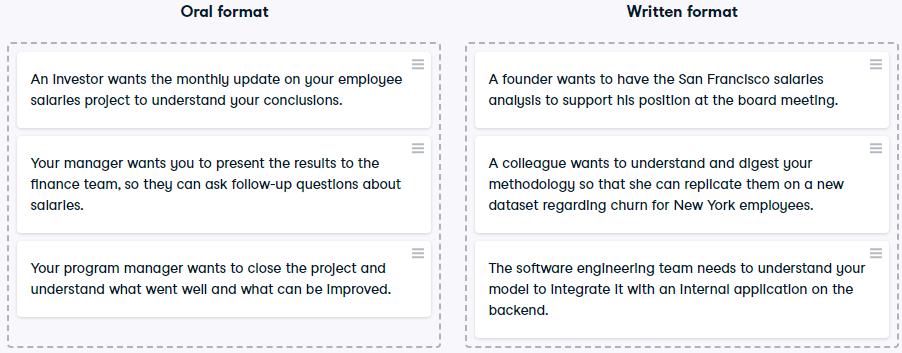 Oral format
An investor wants the monthly update on your employee
salaries project to understand your conclusions.
Your manager wants you to present the results to the
finance team, so they can ask follow-up questions about
salaries.
Your program manager wants to close the project and
understand what went well and what can be improved.
Written format
A founder wants to have the San Francisco salaries
analysis to support his position at the board meeting.
A colleague wants to understand and digest your
methodology so that she can replicate them on a new
dataset regarding churn for New York employees.
The software engineering team needs to understand your
model to integrate it with an internal application on the
backend.